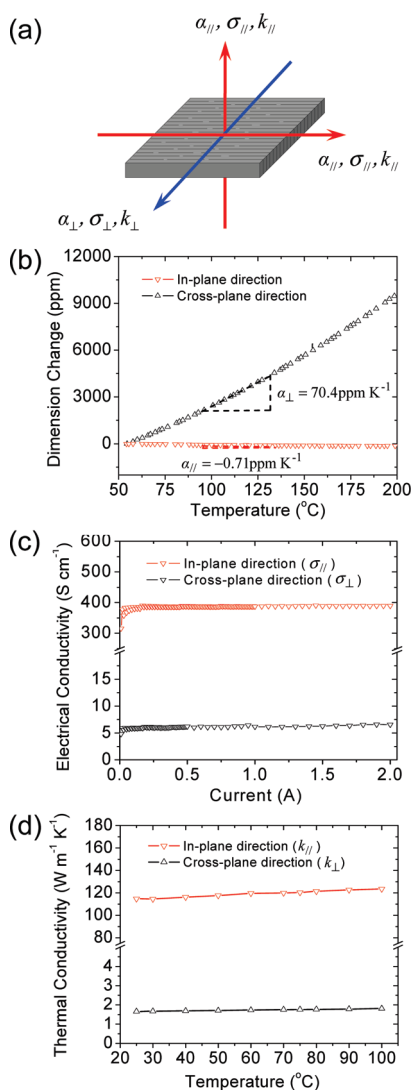 (a)
α//, σ//, k//
α//, σ//, k//
α⊥, σ⊥, k⊥
(b)
12000
9000
6000
3000
0
Dimension Change (ppm)
In-plane direction
Cross-plane direction
α⊥ = 70.4ppm K⁻¹
α// = −0.71ppm K⁻¹
50 75 100 125 150 175 200
Temperature (°C)
(c)
600
500
400
300
15
10
5
0
Electrical Conductivity (S cm⁻¹)
In-plane direction (σ//)
Cross-plane direction (σ⊥)
0.0 0.5 1.0 1.5 2.0
Current (A)
(d)
180
160
140
120
100
80
4
3
2
1
0
Thermal Conductivity (W m⁻¹ K⁻¹)
In-plane direction (k//)
Cross-plane direction (k⊥)
20 30 40 50 60 70 80 90 100
Temperature (°C)